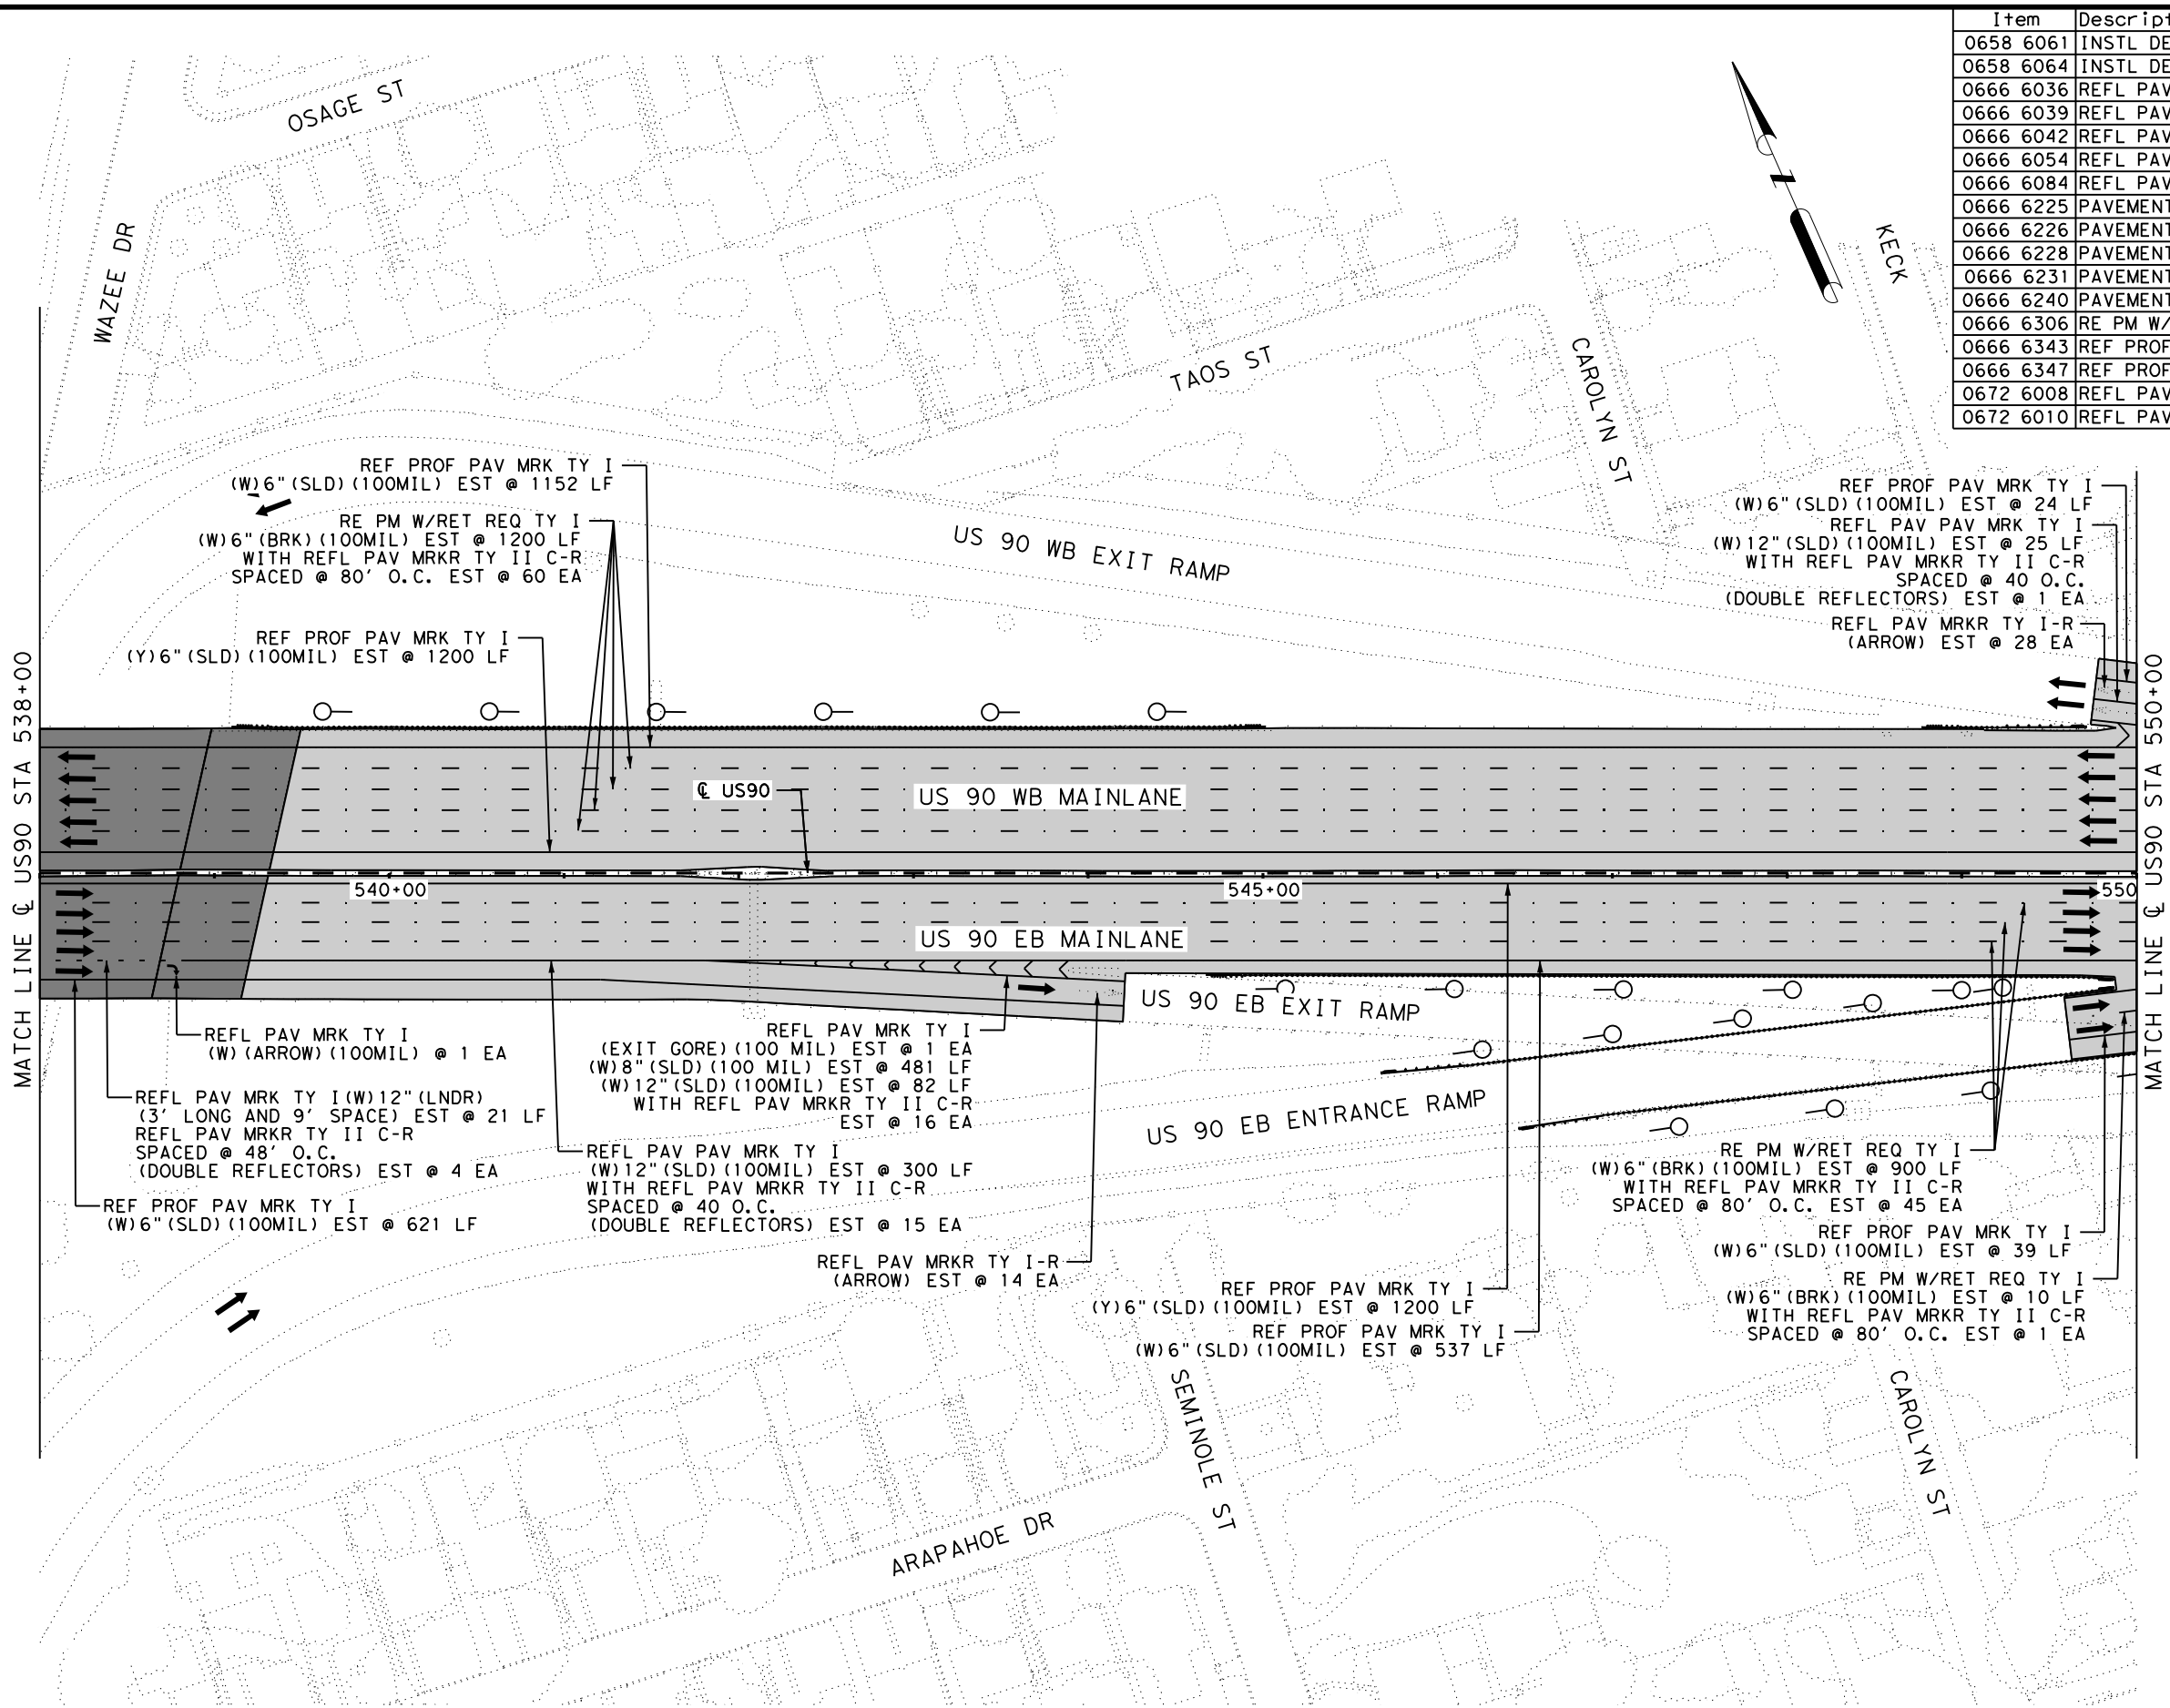 Item Descript
0658 6061 INSTL DE
0658 6064 INSTL DE
0666 6036 REFL PAV
0666 6039 REFL PAV
0666 6042 REFL PAV
0666 6054 REFL PAV
0666 6084 REFL PAV
0666 6225 PAVEMENT
0666 6226 PAVEMENT
0666 6228 PAVEMENT
0666 6231 PAVEMENT
0666 6240 PAVEMENT
0666 6306 RE PM W/
0666 6343 REF PROF
0666 6347 REF PROF
0672 6008 REFL PAV
0672 6010 REFL PAV
OSAGE ST
WAZEE DR
KECK
TAOS ST
CAROLYN ST
REF PROF PAV MRK TY I
(W)6"(SLD)(100MIL) EST @ 1152 LF
RE PM W/RET REQ TY I
(W)6"(BRK)(100MIL) EST @ 1200 LF
WITH REFL PAV MRKR TY II C-R
SPACED @ 80' O.C. EST @ 60 EA
REF PROF PAV MRK TY I
(Y)6"(SLD)(100MIL) EST @ 1200 LF
US 90 WB EXIT RAMP
REF PROF PAV MRK TY I
(W)6"(SLD)(100MIL) EST @ 24 LF
REFL PAV PAV MRK TY I
(W)12"(SLD)(100MIL) EST @ 25 LF
WITH REFL PAV MRKR TY II C-R
SPACED @ 40 O.C.
(DOUBLE REFLECTORS) EST @ 1 EA
REFL PAV MRKR TY I-R
(ARROW) EST @ 28 EA
MATCH LINE ℄ US90 STA 538+00
MATCH LINE ℄ US90 STA 550+00
℄ US90
US 90 WB MAINLANE
540+00
545+00
550
US 90 EB MAINLANE
US 90 EB EXIT RAMP
US 90 EB ENTRANCE RAMP
REFL PAV MRK TY I
(W)(ARROW)(100MIL) @ 1 EA
REFL PAV MRK TY I(W)12"(LNDR)
(3' LONG AND 9' SPACE) EST @ 21 LF
REFL PAV MRKR TY II C-R
SPACED @ 48' O.C.
(DOUBLE REFLECTORS) EST @ 4 EA
REF PROF PAV MRK TY I
(W)6"(SLD)(100MIL) EST @ 621 LF
REFL PAV MRK TY I
(EXIT GORE)(100 MIL) EST @ 1 EA
(W)8"(SLD)(100 MIL) EST @ 481 LF
(W)12"(SLD)(100MIL) EST @ 82 LF
WITH REFL PAV MRKR TY II C-R
EST @ 16 EA
REFL PAV PAV MRK TY I
(W)12"(SLD)(100MIL) EST @ 300 LF
WITH REFL PAV MRKR TY II C-R
SPACED @ 40 O.C.
(DOUBLE REFLECTORS) EST @ 15 EA
REFL PAV MRKR TY I-R
(ARROW) EST @ 14 EA
REF PROF PAV MRK TY I
(Y)6"(SLD)(100MIL) EST @ 1200 LF
REF PROF PAV MRK TY I
(W)6"(SLD)(100MIL) EST @ 537 LF
RE PM W/RET REQ TY I
(W)6"(BRK)(100MIL) EST @ 900 LF
WITH REFL PAV MRKR TY II C-R
SPACED @ 80' O.C. EST @ 45 EA
REF PROF PAV MRK TY I
(W)6"(SLD)(100MIL) EST @ 39 LF
RE PM W/RET REQ TY I
(W)6"(BRK)(100MIL) EST @ 10 LF
WITH REFL PAV MRKR TY II C-R
SPACED @ 80' O.C. EST @ 1 EA
SEMINOLE ST
CAROLYN ST
ARAPAHOE DR